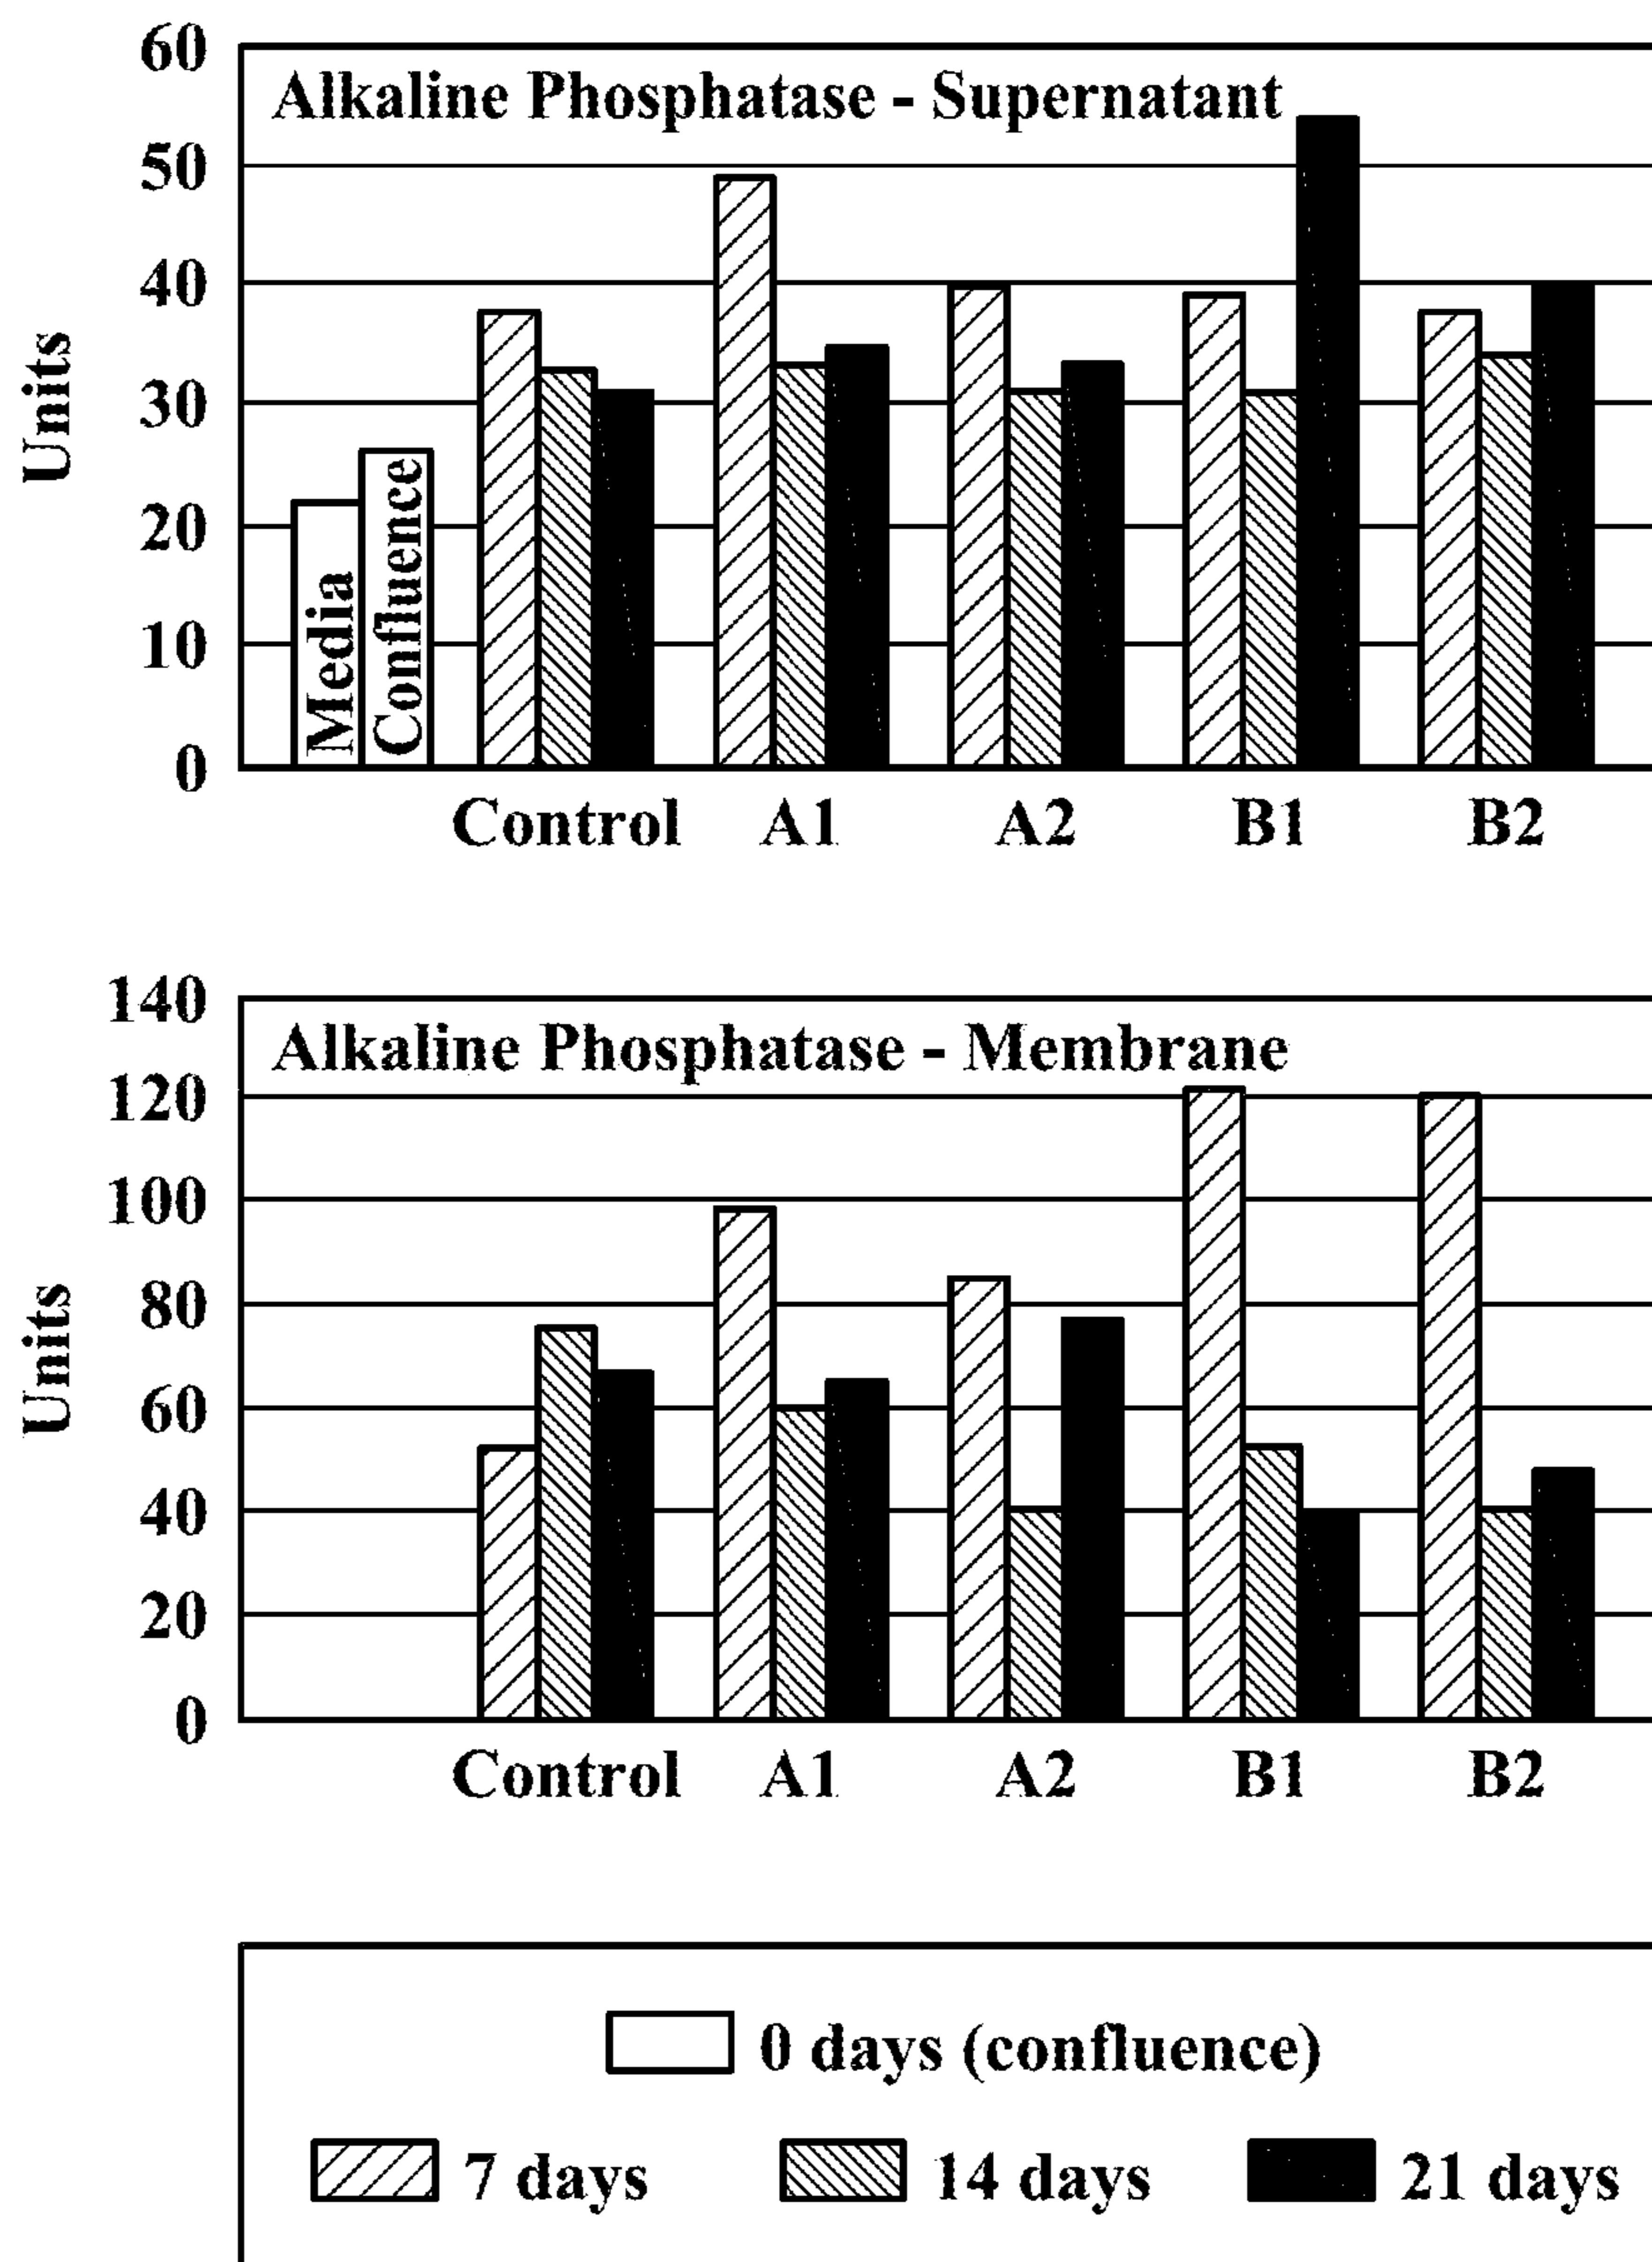 60
Alkaline Phosphatase - Supernatant
50
40
30
20
10
0
Units
Media
Confluence
Control A1 A2 B1 B2
140
Alkaline Phosphatase - Membrane
120
100
80
60
40
20
0
Units
Control A1 A2 B1 B2
0 days (confluence)
7 days 14 days 21 days